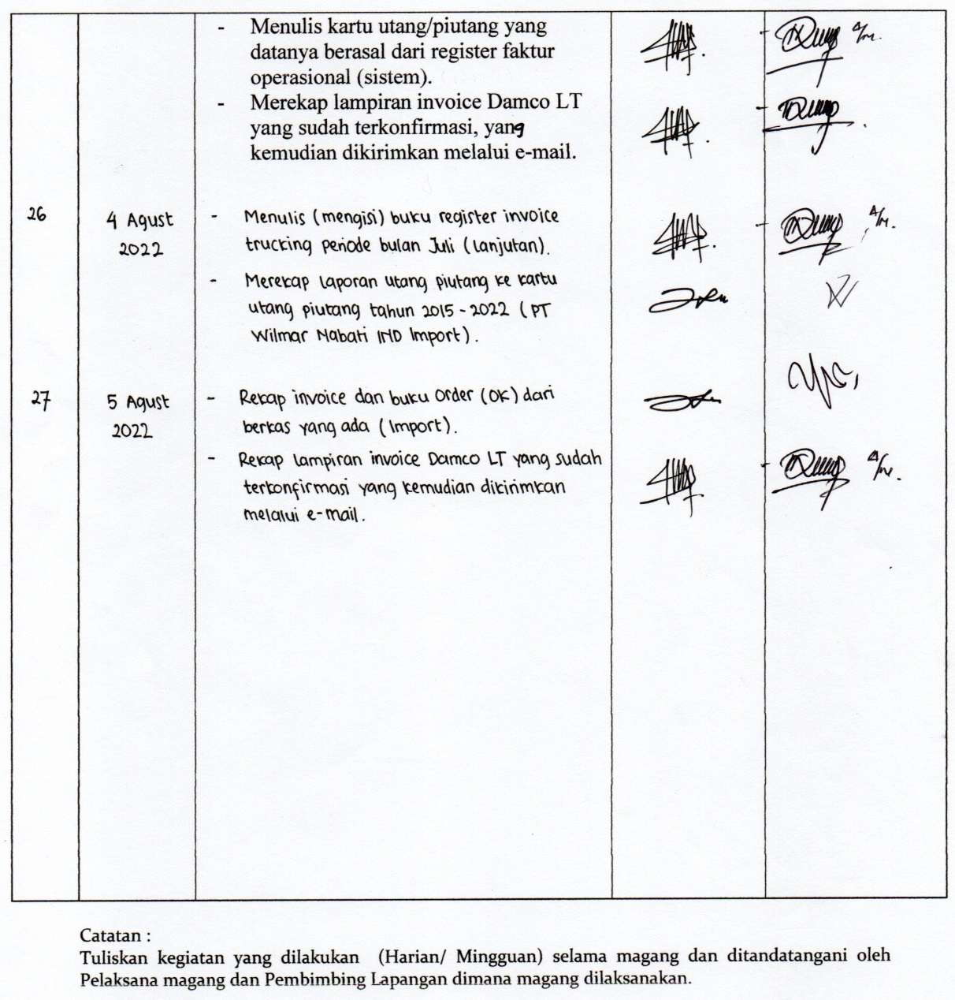 - Menulis kartu utang/piutang yang
datanya berasal dari register faktur
operasional (sistem).
- Merekap lampiran invoice Damco LT
yang sudah terkonfirmasi, yang
kemudian dikirimkan melalui e-mail.
26 4 Agust - Menulis (mengisi) buku register invoice
2022 trucking periode bulan Juli (lanjutan).
- Merekap laporan utang piutang ke kartu
utang piutang tahun 2015 - 2022 (PT
Wilmar Nabati IND Import).
27 5 Agust - Rekap invoice dan buku Order (OK) dari
2022 berkas yang ada (Import).
- Rekap lampiran invoice Damco LT yang sudah
terkonfirmasi yang kemudian dikirimkan
melalui e-mail.
Catatan :
Tuliskan kegiatan yang dilakukan (Harian/ Mingguan) selama magang dan ditandatangani oleh
Pelaksana magang dan Pembimbing Lapangan dimana magang dilaksanakan.